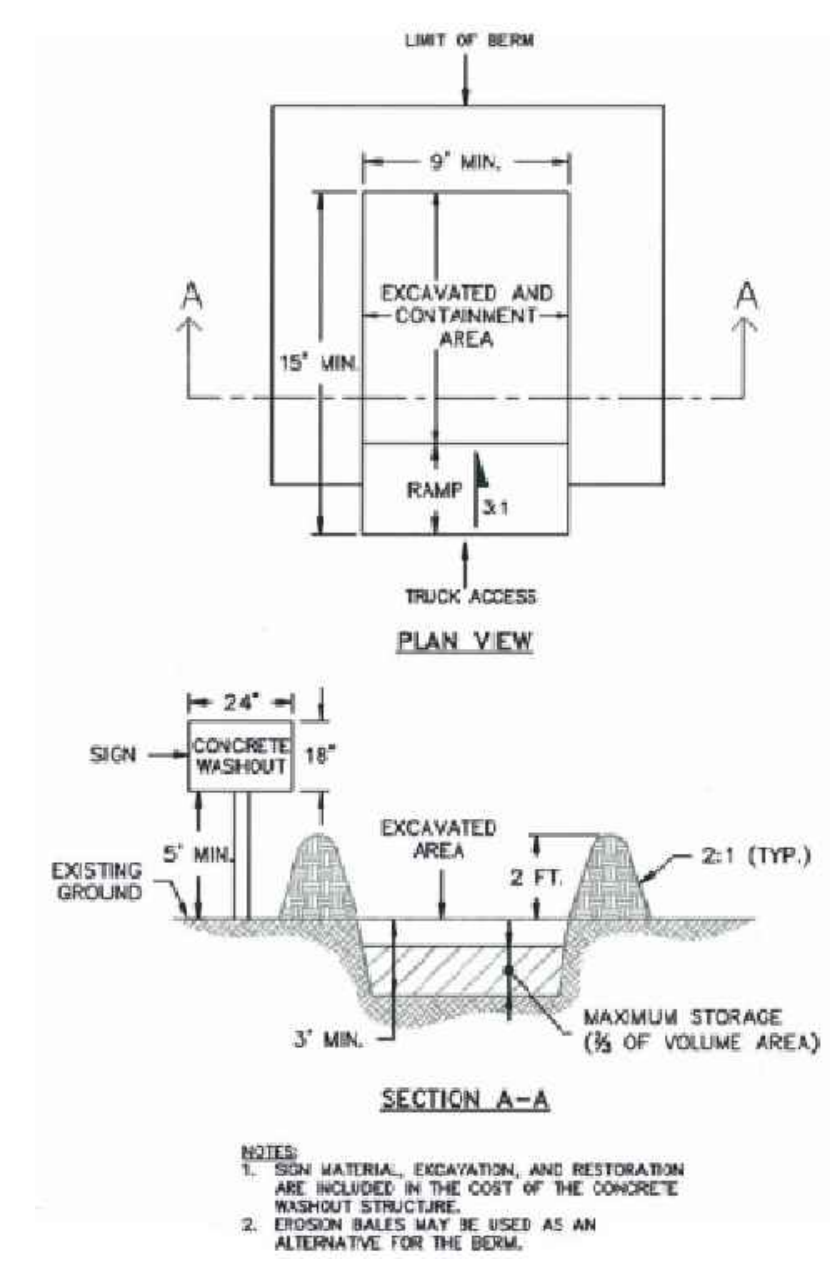 LIMIT OF BERM
9' MIN.
A
A
EXCAVATED AND
CONTAINMENT
AREA
15' MIN.
RAMP
3:1
TRUCK ACCESS
PLAN VIEW
24"
SIGN
CONCRETE
WASHOUT
18"
EXCAVATED
AREA
5' MIN.
2 FT.
2:1 (TYP.)
EXISTING
GROUND
3' MIN.
MAXIMUM STORAGE
(⅔ OF VOLUME AREA)
SECTION A-A
NOTES:
1. SIGN MATERIAL, EXCAVATION, AND RESTORATION
ARE INCLUDED IN THE COST OF THE CONCRETE
WASHOUT STRUCTURE.
2. EROSION BALES MAY BE USED AS AN
ALTERNATIVE FOR THE BERM.